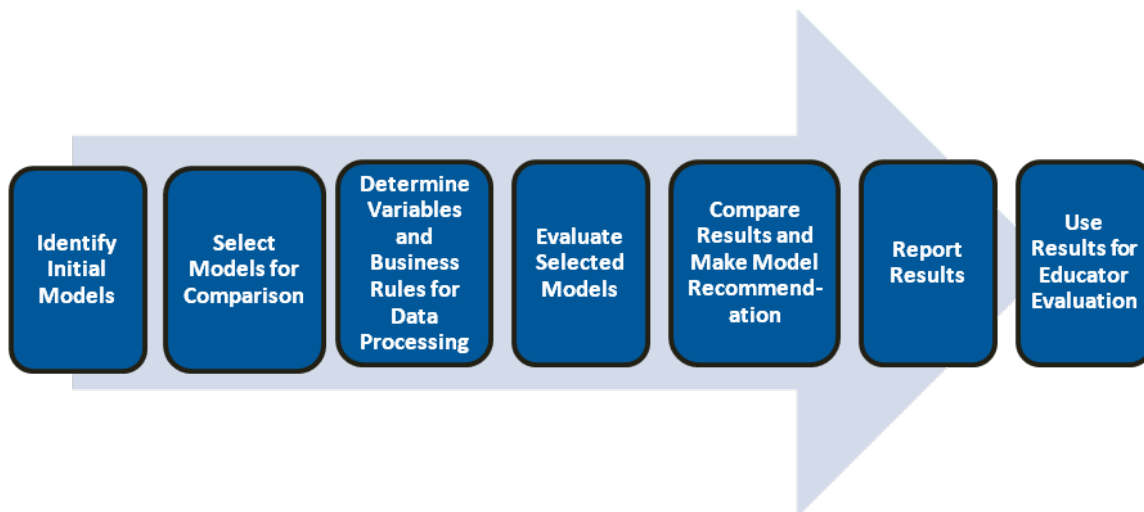 Identify
Initial
Models
Select
Models for
Comparison
Determine
Variables
and
Business
Rules for
Data
Processing
Evaluate
Selected
Models
Compare
Results and
Make Model
Recommend-
ation
Report
Results
Use
Results for
Educator
Evaluation